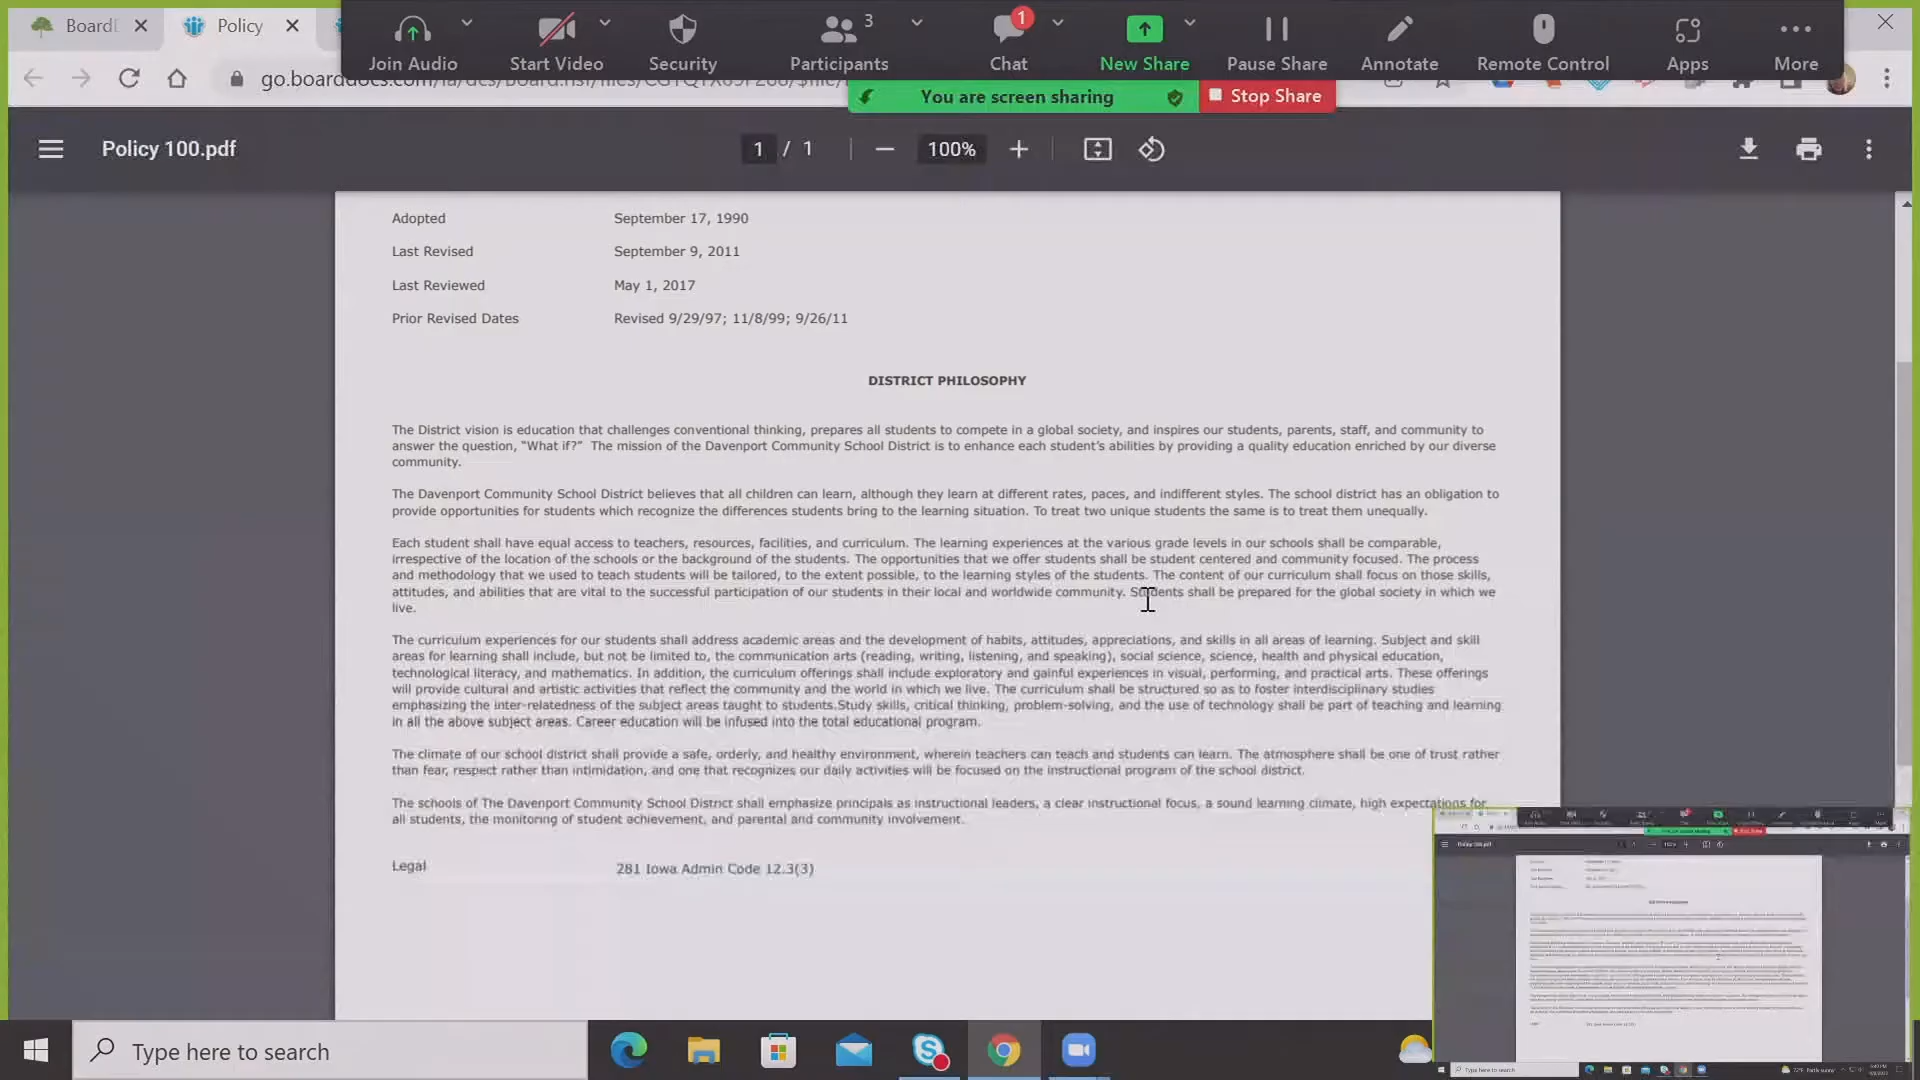 BoardD
Policy
Join Audio
Start Video
Security
Participants
3
Chat
1
New Share
Pause Share
Annotate
Remote Control
Apps
More
You are screen sharing
Stop Share
Policy 100.pdf
1 / 1
100%
Adopted September 17, 1990
Last Revised September 9, 2011
Last Reviewed May 1, 2017
Prior Revised Dates Revised 9/29/97; 11/8/99; 9/26/11
DISTRICT PHILOSOPHY
The District vision is education that challenges conventional thinking, prepares all students to compete in a global society, and inspires our students, parents, staff, and community to
answer the question, “What if?” The mission of the Davenport Community School District is to enhance each student’s abilities by providing a quality education enriched by our diverse
community.
The Davenport Community School District believes that all children can learn, although they learn at different rates, paces, and indifferent styles. The school district has an obligation to
provide opportunities for students which recognize the differences students bring to the learning situation. To treat two unique students the same is to treat them unequally.
Each student shall have equal access to teachers, resources, facilities, and curriculum. The learning experiences at the various grade levels in our schools shall be comparable,
irrespective of the location of the schools or the background of the students. The opportunities that we offer students shall be student centered and community focused. The process
and methodology that we used to teach students will be tailored, to the extent possible, to the learning styles of the students. The content of our curriculum shall focus on those skills,
attitudes, and abilities that are vital to the successful participation of our students in their local and worldwide community. Students shall be prepared for the global society in which we
live.
The curriculum experiences for our students shall address academic areas and the development of habits, attitudes, appreciations, and skills in all areas of learning. Subject and skill
areas for learning shall include, but not be limited to, the communication arts (reading, writing, listening, and speaking), social science, science, health and physical education,
technological literacy, and mathematics. In addition, the curriculum offerings shall include exploratory and gainful experiences in visual, performing, and practical arts. These offerings
will provide cultural and artistic activities that reflect the community and the world in which we live. The curriculum shall be structured so as to foster interdisciplinary studies
emphasizing the inter-relatedness of the subject areas taught to students.Study skills, critical thinking, problem-solving, and the use of technology shall be part of teaching and learning
in all the above subject areas. Career education will be infused into the total educational program.
The climate of our school district shall provide a safe, orderly, and healthy environment, wherein teachers can teach and students can learn. The atmosphere shall be one of trust rather
than fear, respect rather than intimidation, and one that recognizes our daily activities will be focused on the instructional program of the school district.
The schools of The Davenport Community School District shall emphasize principals as instructional leaders, a clear instructional focus, a sound learning climate, high expectations for
all students, the monitoring of student achievement, and parental and community involvement.
Legal 281 Iowa Admin Code 12.3(3)
Type here to search